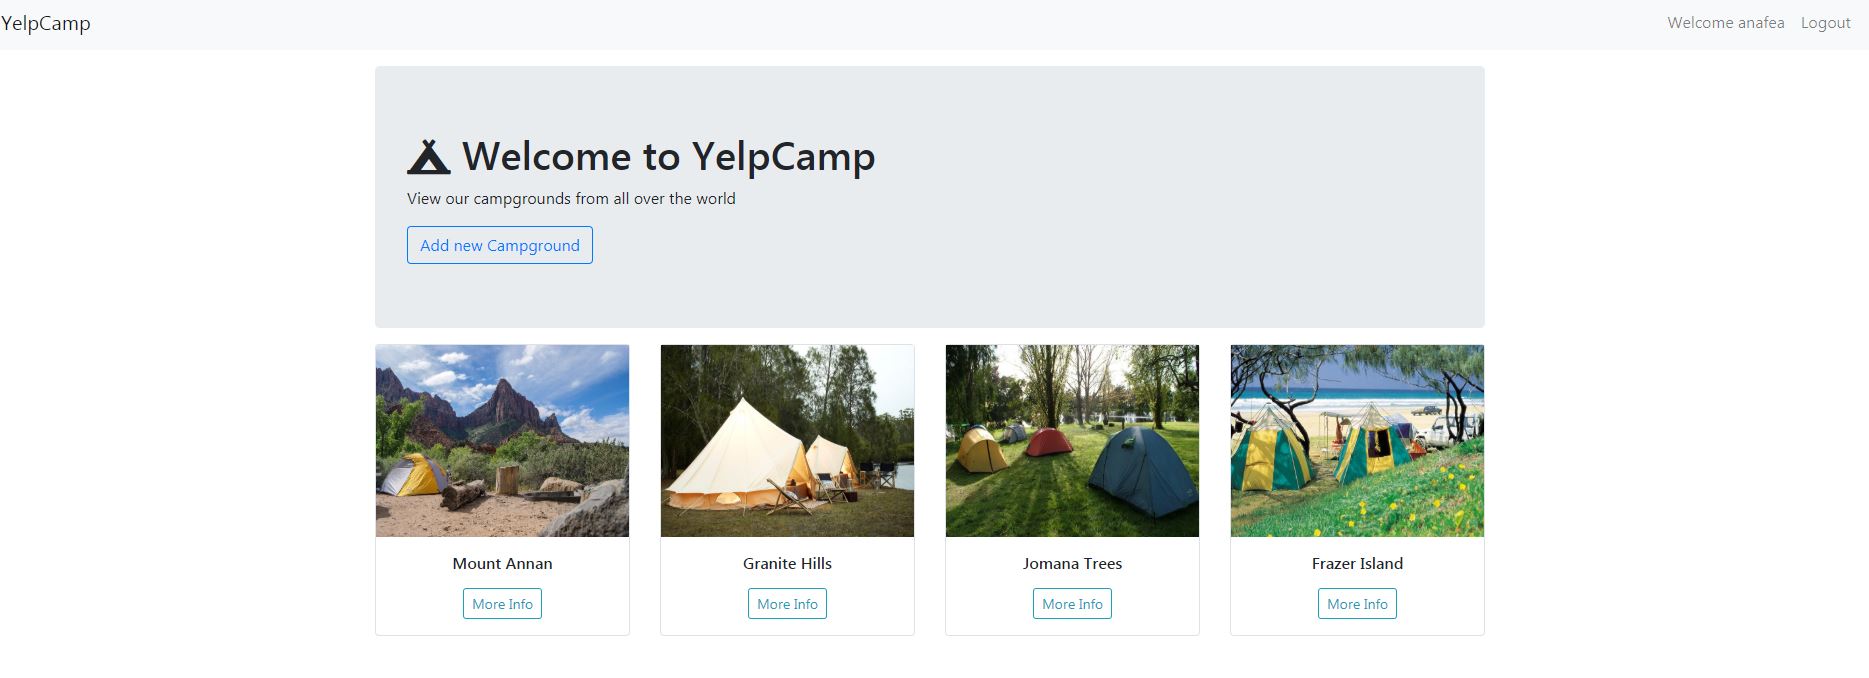 YelpCamp
Welcome anafea Logout
Welcome to YelpCamp
View our campgrounds from all over the world
Add new Campground
Mount Annan
More Info
Granite Hills
More Info
Jomana Trees
More Info
Frazer Island
More Info